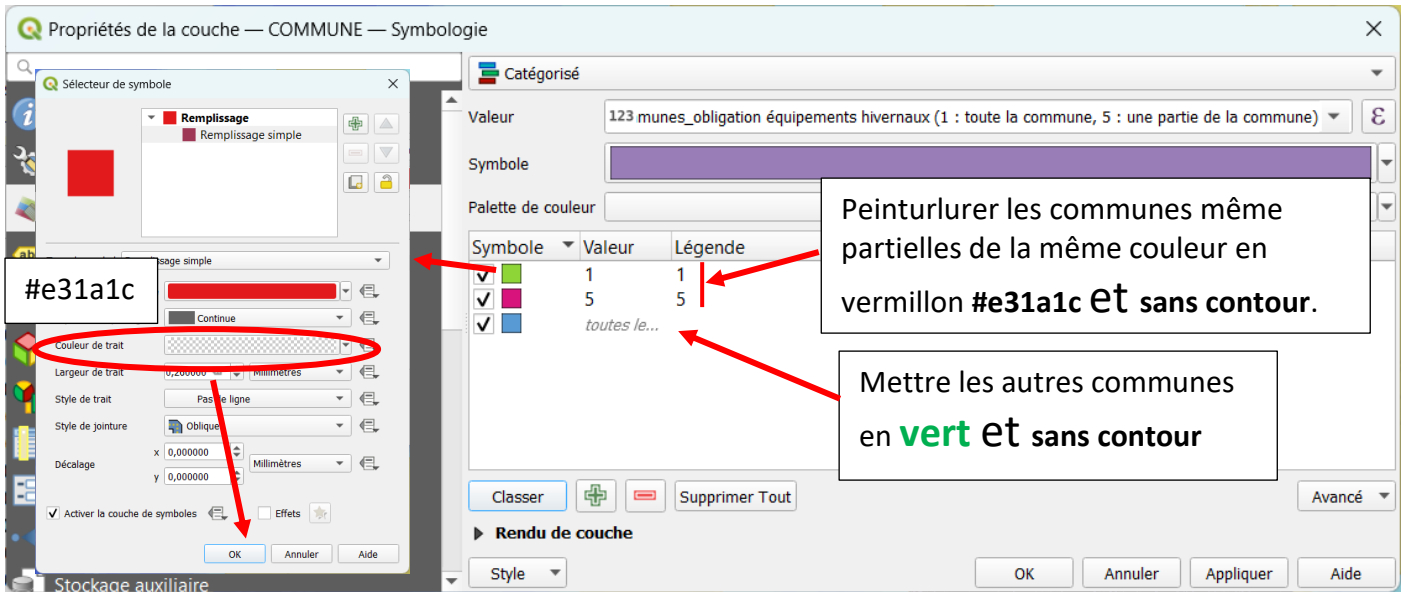 Propriétés de la couche — COMMUNE — Symbologie
Sélecteur de symbole
Remplissage
Remplissage simple
ssage simple
#e31a1c
Continue
Couleur de trait
Largeur de trait 0,260000 Millimètres
Style de trait Pas de ligne
Style de jointure Oblique
Décalage x 0,000000 Millimètres
y 0,000000
Activer la couche de symboles Effets
OK Annuler Aide
Stockage auxiliaire
Catégorisé
Valeur 123 munes_obligation équipements hivernaux (1 : toute la commune, 5 : une partie de la commune) ε
Symbole
Palette de couleur
Symbole Valeur Légende
1 1
5 5
toutes le...
Peinturlurer les communes même
partielles de la même couleur en
vermillon #e31a1c et sans contour.
Mettre les autres communes
en vert et sans contour
Classer Supprimer Tout Avancé
Rendu de couche
Style OK Annuler Appliquer Aide